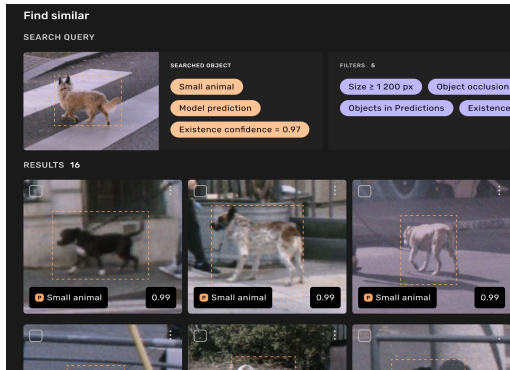 Find similar
SEARCH QUERY
SEARCHED OBJECT
Small animal
Model prediction
Existence confidence = 0.97
FILTERS 5
Size ≥ 1 200 px
Object occlusion
Objects in Predictions
Existence
RESULTS 16
P Small animal 0.99
P Small animal 0.99
P Small animal 0.99